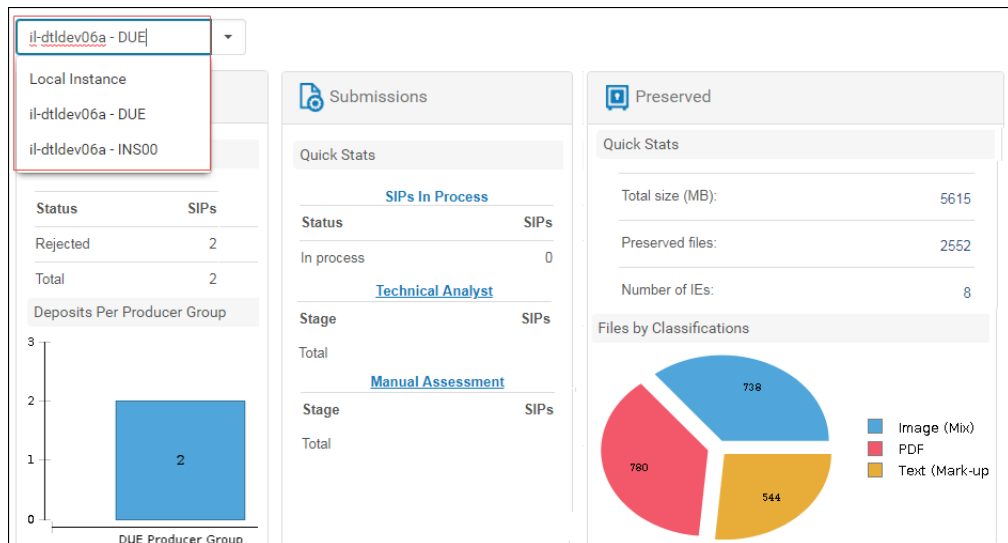 il-dtldev06a - DUE
Local Instance
il-dtldev06a - DUE
il-dtldev06a - INS00
Status SIPs
Rejected 2
Total 2
Deposits Per Producer Group
3
2
1
0
2
DUE Producer Group
Submissions
Quick Stats
SIPs In Process
Status SIPs
In process 0
Technical Analyst
Stage SIPs
Total
Manual Assessment
Stage SIPs
Total
Preserved
Quick Stats
Total size (MB): 5615
Preserved files: 2552
Number of IEs: 8
Files by Classifications
738
780
544
Image (Mix)
PDF
Text (Mark-up